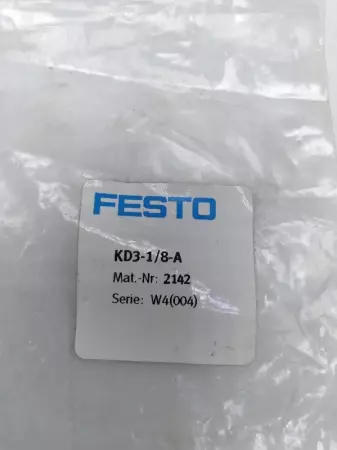 FESTO
KD3-1/8-A
Mat.-Nr: 2142
Serie: W4(004)